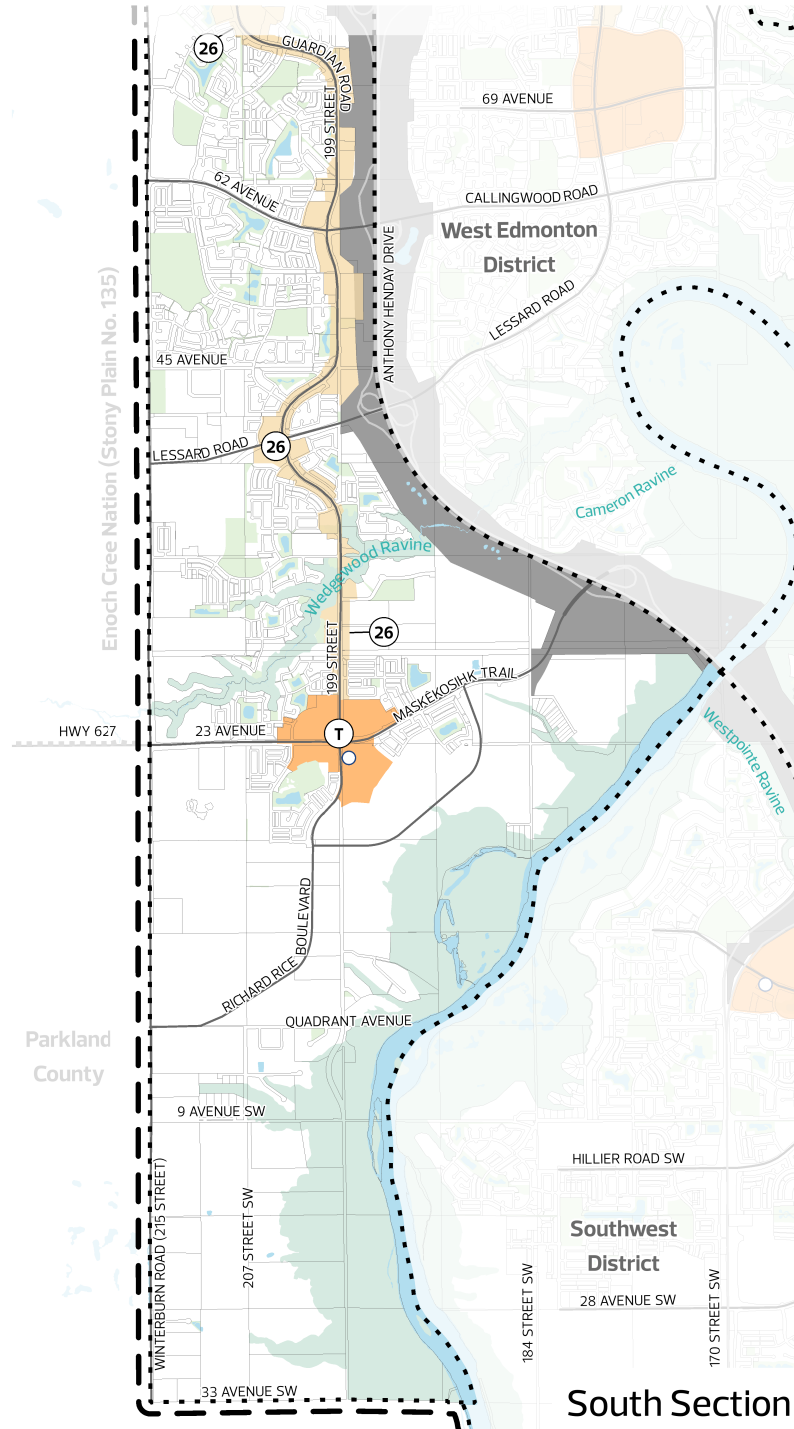 26
GUARDIAN ROAD
199 STREET
69 AVENUE
62 AVENUE
CALLINGWOOD ROAD
West Edmonton
District
ANTHONY HENDAY DRIVE
LESSARD ROAD
Enoch Cree Nation (Stony Plain No. 135)
45 AVENUE
LESSARD ROAD
26
Cameron Ravine
Wedgewood Ravine
26
199 STREET
MASKÊKOSIHK TRAIL
HWY 627
23 AVENUE
T
Westpointe Ravine
RICHARD RICE BOULEVARD
QUADRANT AVENUE
Parkland
County
9 AVENUE SW
HILLIER ROAD SW
WINTERBURN ROAD (215 STREET)
207 STREET SW
Southwest
District
184 STREET SW
170 STREET SW
28 AVENUE SW
33 AVENUE SW
South Section